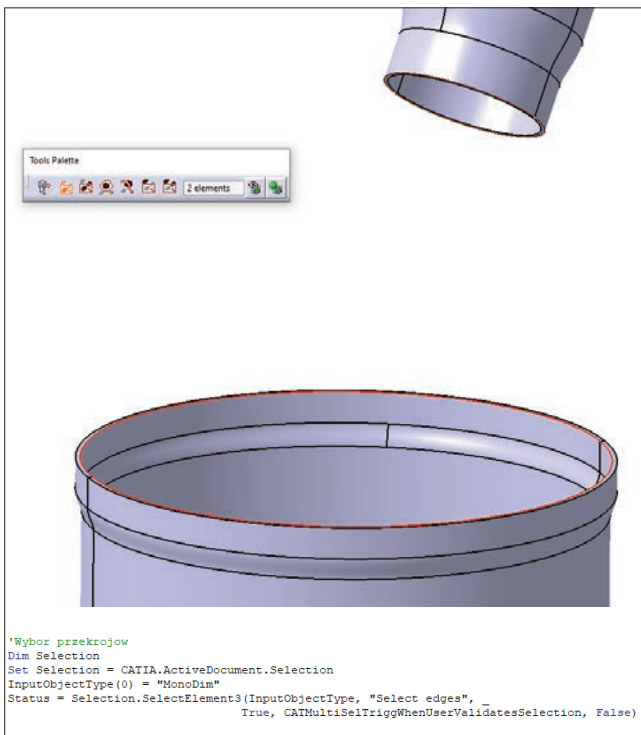 Tools Palette
2 elements
'Wybor przekrojow
Dim Selection
Set Selection = CATIA.ActiveDocument.Selection
InputObjectType(0) = "MonoDim"
Status = Selection.SelectElement3(InputObjectType, "Select edges", _
True, CATMultiSelTriggWhenUserValidatesSelection, False)